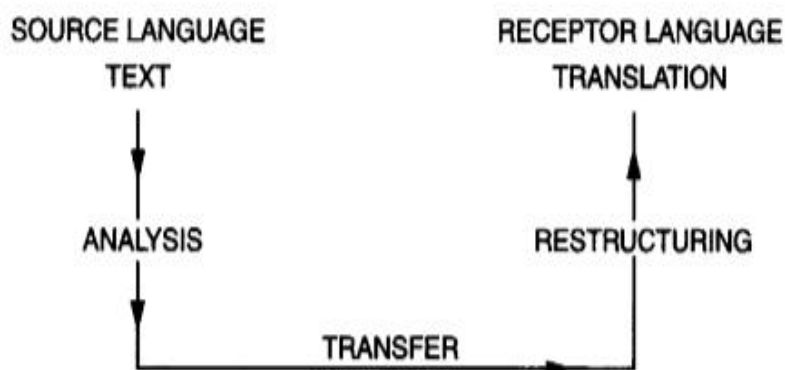 SOURCE LANGUAGE
TEXT
RECEPTOR LANGUAGE
TRANSLATION
ANALYSIS
RESTRUCTURING
TRANSFER